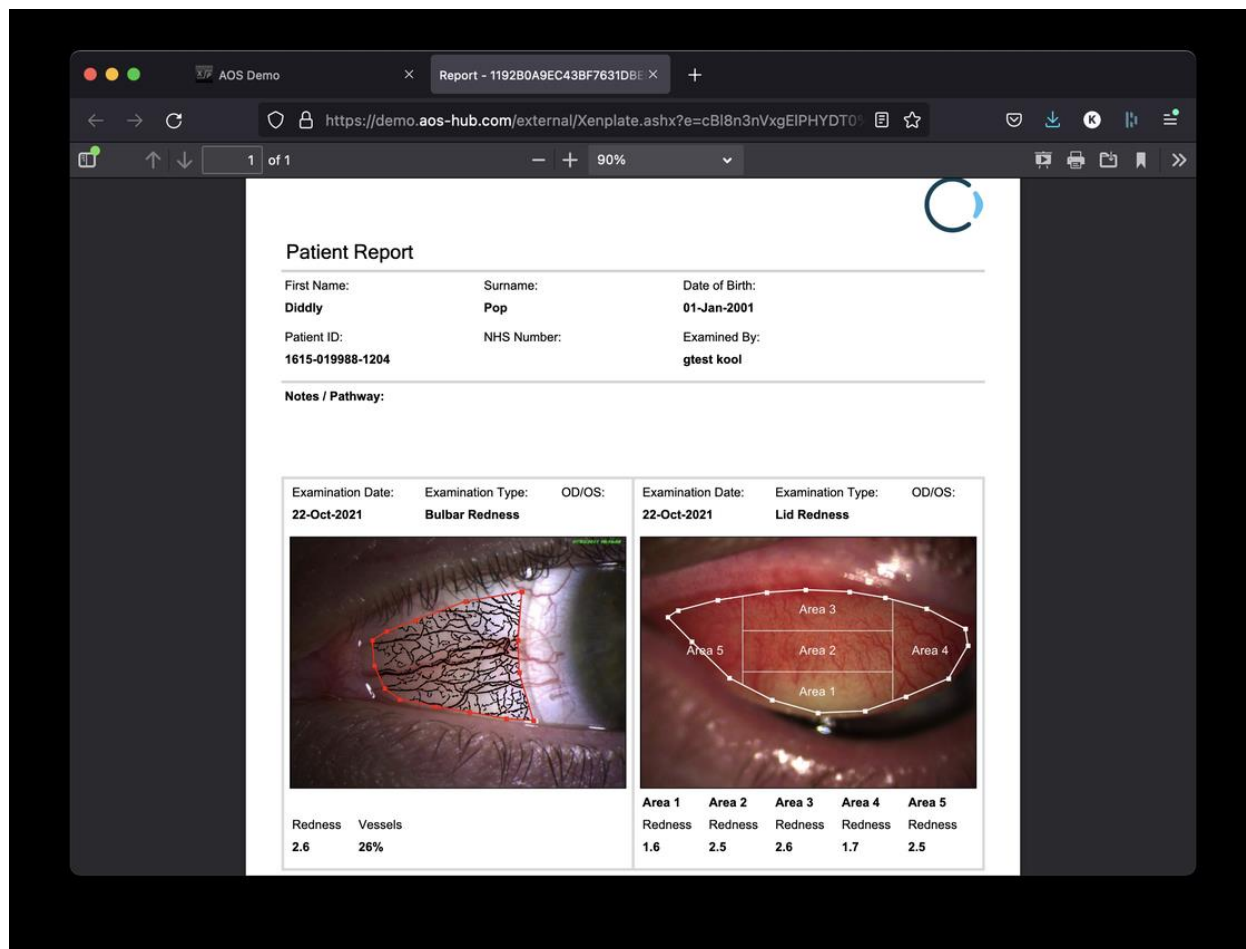 AOS Demo
Report - 1192B0A9EC43BF7631DBE
https://demo.aos-hub.com/external/Xenplate.ashx?e=cBl8n3nVxgElPHYDT0
1 of 1
90%
Patient Report
First Name: Surname: Date of Birth:
Diddly Pop 01-Jan-2001
Patient ID: NHS Number: Examined By:
1615-019988-1204 gtest kool
Notes / Pathway:
Examination Date: Examination Type: OD/OS: Examination Date: Examination Type: OD/OS:
22-Oct-2021 Bulbar Redness 22-Oct-2021 Lid Redness
Area 3
Area 5 Area 2 Area 4
Area 1
Area 1 Area 2 Area 3 Area 4 Area 5
Redness Vessels Redness Redness Redness Redness Redness
2.6 26% 1.6 2.5 2.6 1.7 2.5